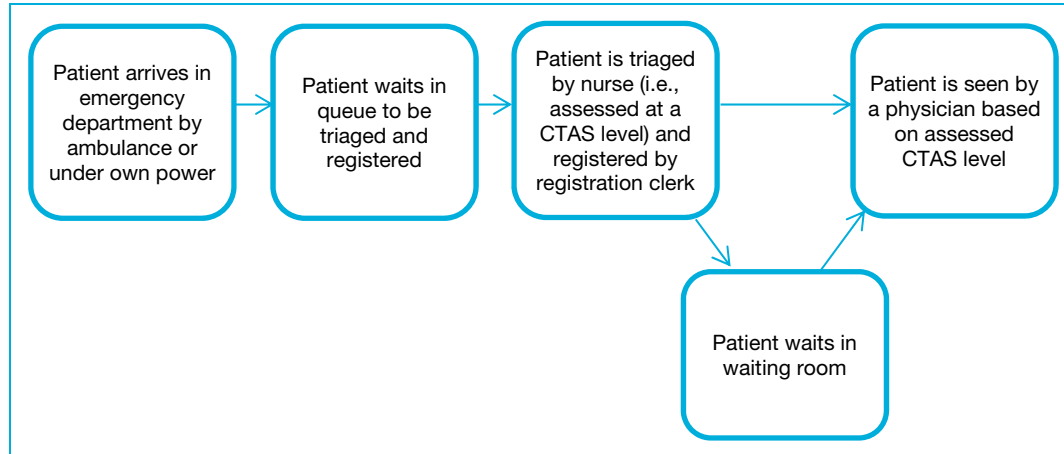 Patient arrives in
emergency
department by
ambulance or
under own power
Patient waits in
queue to be
triaged and
registered
Patient is triaged
by nurse (i.e.,
assessed at a
CTAS level) and
registered by
registration clerk
Patient is seen by
a physician based
on assessed
CTAS level
Patient waits in
waiting room